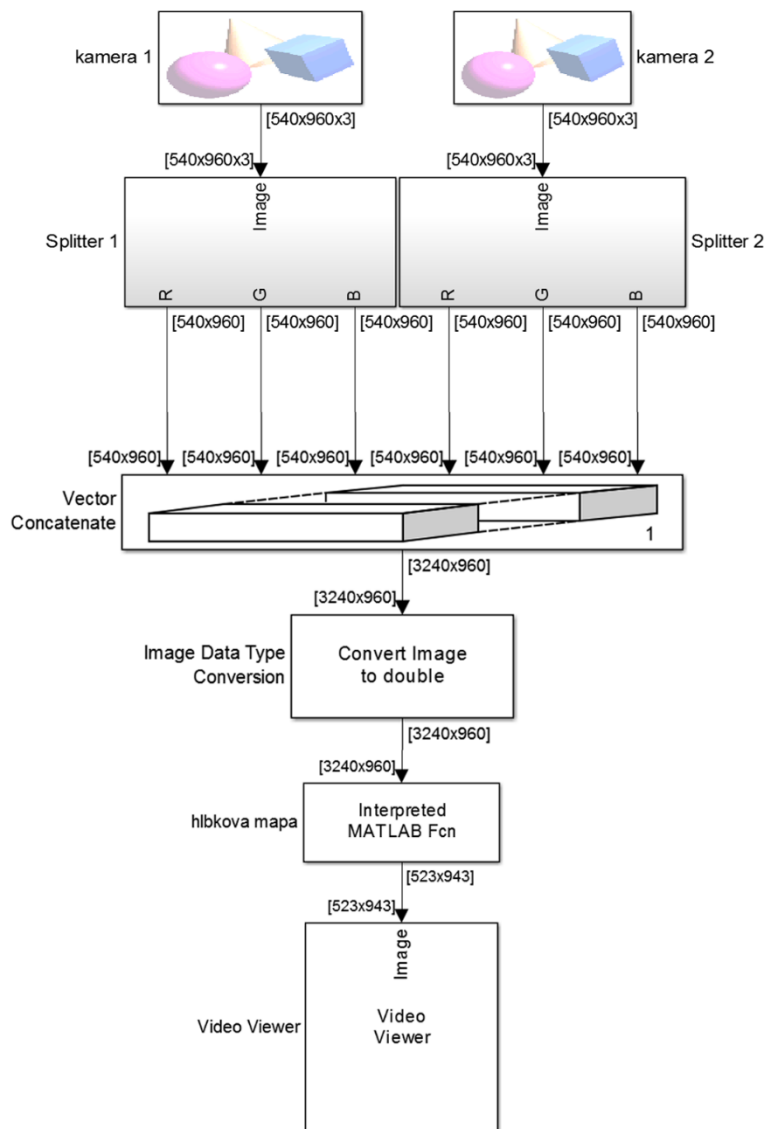 kamera 1
kamera 2
[540x960x3]
[540x960x3]
[540x960x3]
[540x960x3]
Splitter 1
Image
Image
Splitter 2
R
G
B
R
G
B
[540x960]
[540x960]
[540x960]
[540x960]
[540x960]
[540x960]
[540x960]
[540x960]
[540x960]
[540x960]
[540x960]
[540x960]
Vector
Concatenate
1
[3240x960]
[3240x960]
Image Data Type
Conversion
Convert Image
to double
[3240x960]
[3240x960]
hlbkova mapa
Interpreted
MATLAB Fcn
[523x943]
[523x943]
Image
Video Viewer
Video
Viewer